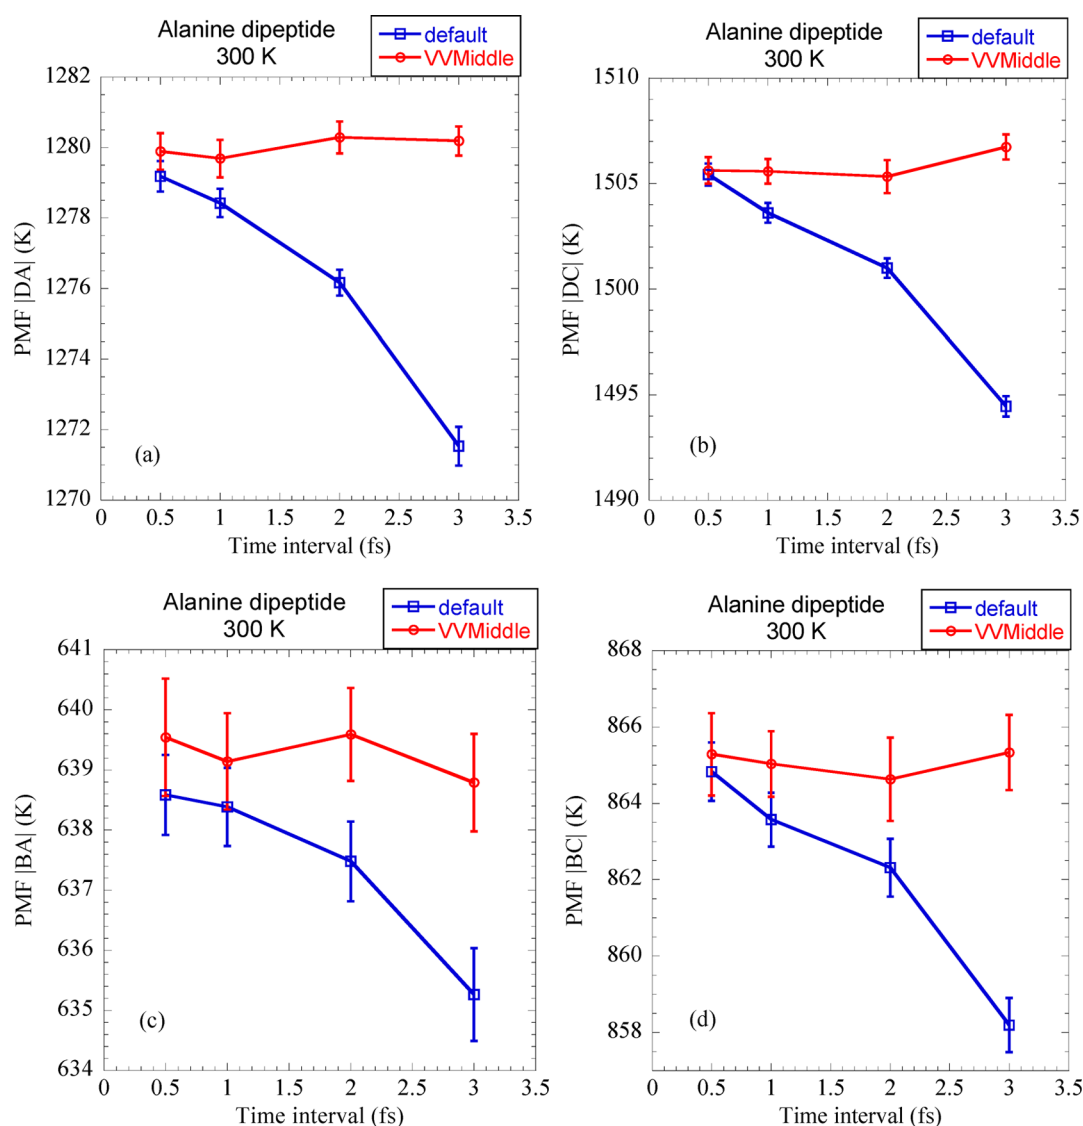 Alanine dipeptide
300 K
default
VVMiddle
1282
1280
1278
1276
1274
1272
1270
PMF |DA| (K)
(a)
0 0.5 1 1.5 2 2.5 3 3.5
Time interval (fs)
Alanine dipeptide
300 K
default
VVMiddle
1510
1505
1500
1495
1490
PMF |DC| (K)
(b)
0 0.5 1 1.5 2 2.5 3 3.5
Time interval (fs)
Alanine dipeptide
300 K
default
VVMiddle
641
640
639
638
637
636
635
634
PMF |BA| (K)
(c)
0 0.5 1 1.5 2 2.5 3 3.5
Time interval (fs)
Alanine dipeptide
300 K
default
VVMiddle
868
866
864
862
860
858
PMF |BC| (K)
(d)
0 0.5 1 1.5 2 2.5 3 3.5
Time interval (fs)